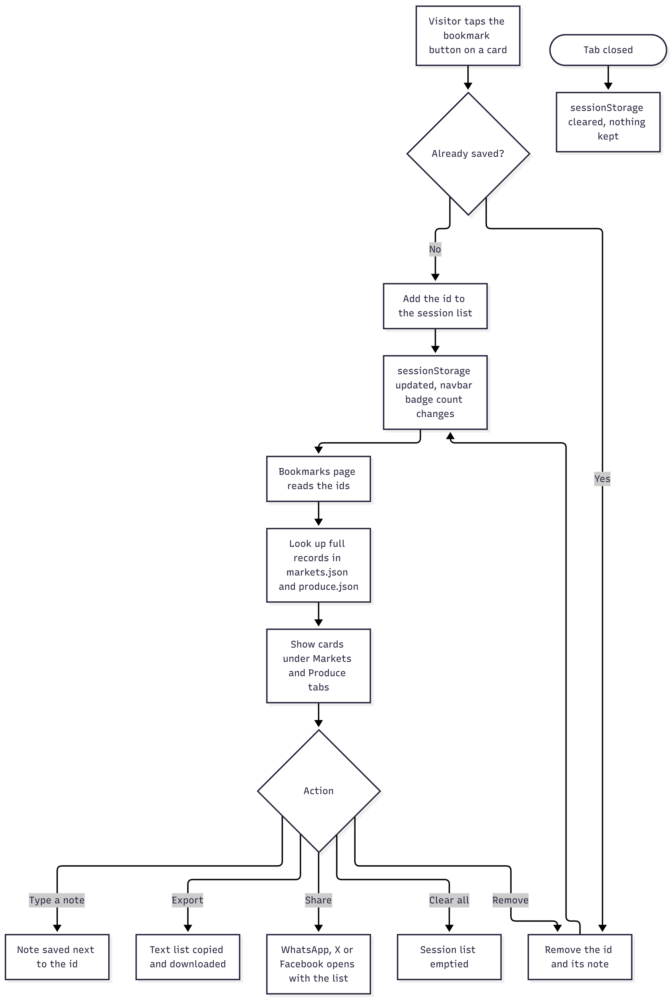 Visitor taps the
bookmark
button on a card
Tab closed
sessionStorage
cleared, nothing
kept
Already saved?
No
Add the id to
the session list
sessionStorage
updated, navbar
badge count
changes
Bookmarks page
reads the ids
Yes
Look up full
records in
markets.json
and produce.json
Show cards
under Markets
and Produce
tabs
Action
Type a note
Export
Share
Clear all
Remove
Note saved next
to the id
Text list copied
and downloaded
WhatsApp, X or
Facebook opens
with the list
Session list
emptied
Remove the id
and its note